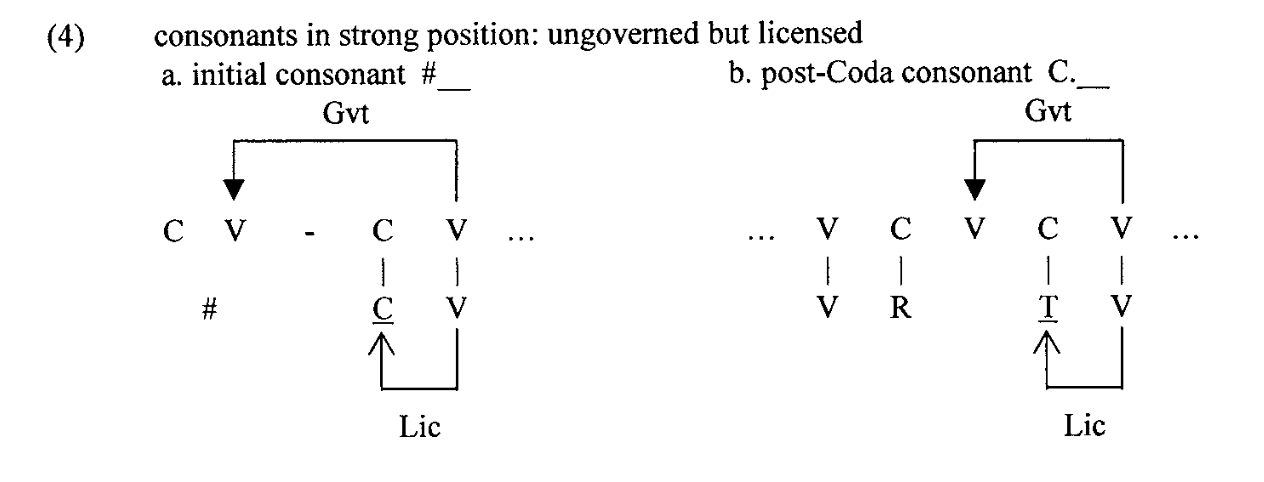 (4) consonants in strong position: ungoverned but licensed
a. initial consonant #__ b. post-Coda consonant C.__
Gvt Gvt
C V - C V ... ... V C V C V ...
# C V V R T V
Lic Lic